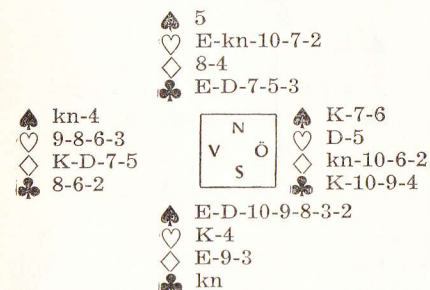 ♠ 5
♡ E-kn-10-7-2
♢ 8-4
♣ E-D-7-5-3
♠ kn-4
♡ 9-8-6-3
♢ K-D-7-5
♣ 8-6-2
N
V Ö
S
♠ K-7-6
♡ D-5
♢ kn-10-6-2
♣ K-10-9-4
♠ E-D-10-9-8-3-2
♡ K-4
♢ E-9-3
♣ kn